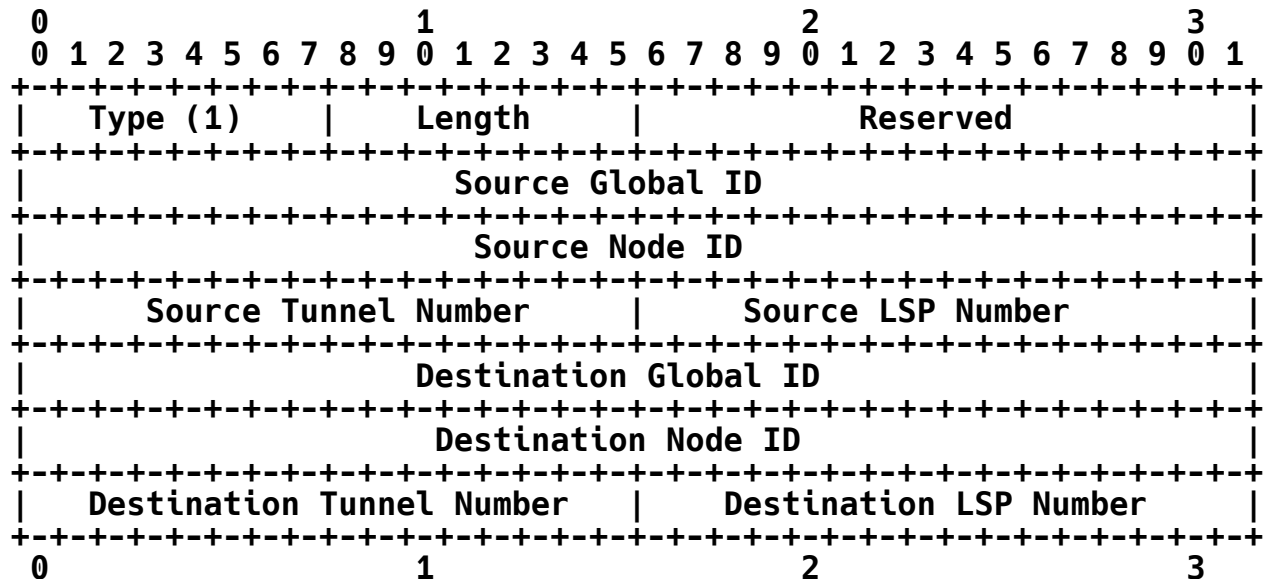 0                   1                   2                   3
 0 1 2 3 4 5 6 7 8 9 0 1 2 3 4 5 6 7 8 9 0 1 2 3 4 5 6 7 8 9 0 1
+-+-+-+-+-+-+-+-+-+-+-+-+-+-+-+-+-+-+-+-+-+-+-+-+-+-+-+-+-+-+-+-+
|   Type (1)    |    Length     |           Reserved            |
+-+-+-+-+-+-+-+-+-+-+-+-+-+-+-+-+-+-+-+-+-+-+-+-+-+-+-+-+-+-+-+-+
|                      Source Global ID                         |
+-+-+-+-+-+-+-+-+-+-+-+-+-+-+-+-+-+-+-+-+-+-+-+-+-+-+-+-+-+-+-+-+
|                       Source Node ID                          |
+-+-+-+-+-+-+-+-+-+-+-+-+-+-+-+-+-+-+-+-+-+-+-+-+-+-+-+-+-+-+-+-+
|      Source Tunnel Number     |     Source LSP Number         |
+-+-+-+-+-+-+-+-+-+-+-+-+-+-+-+-+-+-+-+-+-+-+-+-+-+-+-+-+-+-+-+-+
|                    Destination Global ID                      |
+-+-+-+-+-+-+-+-+-+-+-+-+-+-+-+-+-+-+-+-+-+-+-+-+-+-+-+-+-+-+-+-+
|                     Destination Node ID                       |
+-+-+-+-+-+-+-+-+-+-+-+-+-+-+-+-+-+-+-+-+-+-+-+-+-+-+-+-+-+-+-+-+
|   Destination Tunnel Number   |    Destination LSP Number     |
+-+-+-+-+-+-+-+-+-+-+-+-+-+-+-+-+-+-+-+-+-+-+-+-+-+-+-+-+-+-+-+-+
 0                   1                   2                   3